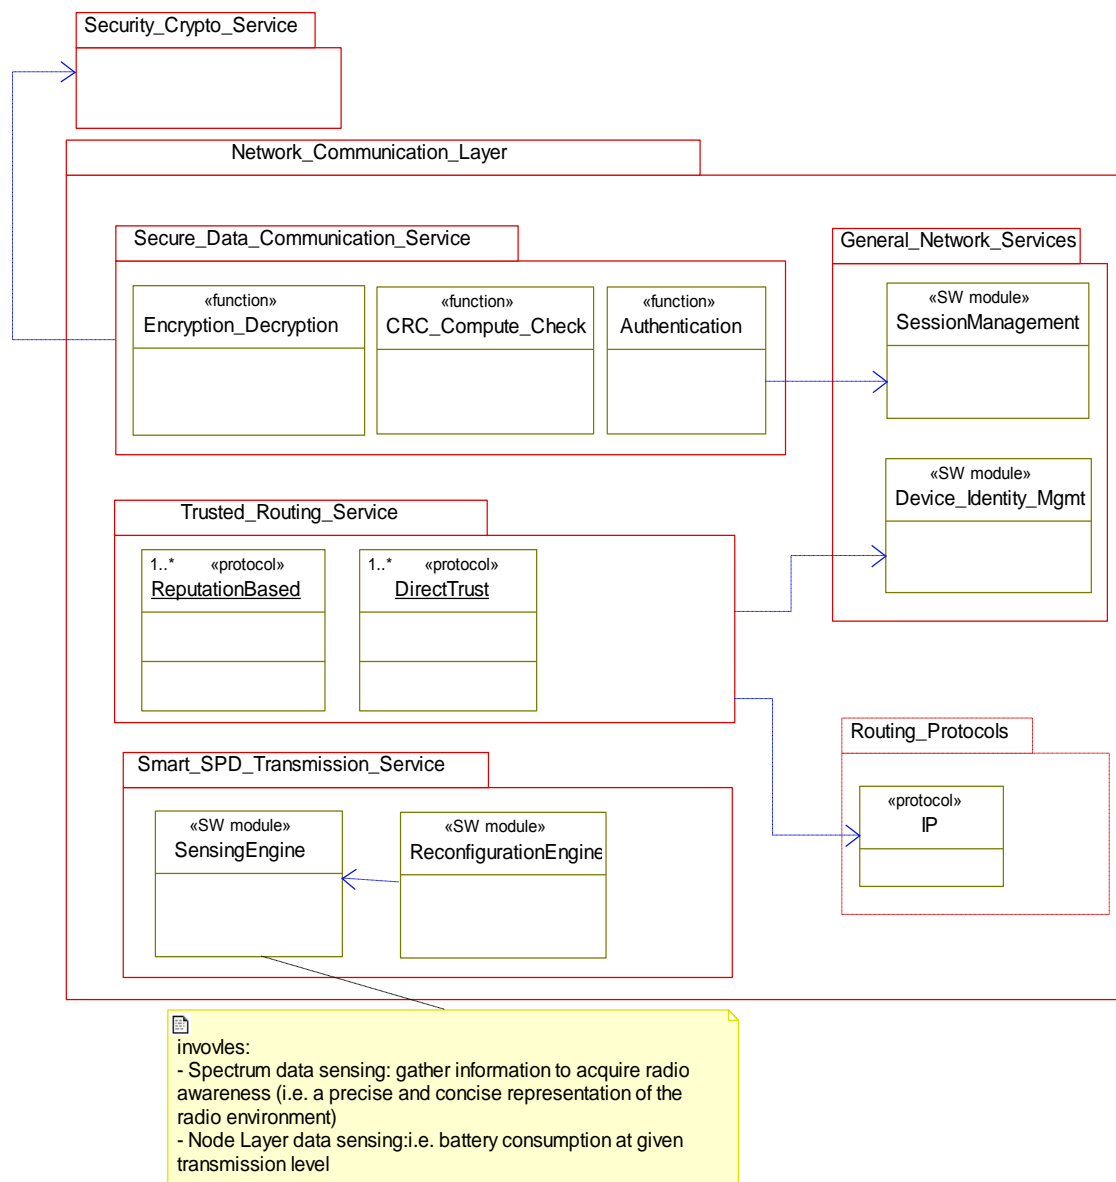 Security_Crypto_Service
Network_Communication_Layer
Secure_Data_Communication_Service
«function»
Encryption_Decryption
«function»
CRC_Compute_Check
«function»
Authentication
General_Network_Services
«SW module»
SessionManagement
«SW module»
Device_Identity_Mgmt
Trusted_Routing_Service
1..* «protocol»
ReputationBased
1..* «protocol»
DirectTrust
Routing_Protocols
«protocol»
IP
Smart_SPD_Transmission_Service
«SW module»
SensingEngine
«SW module»
ReconfigurationEngine
invovles:
- Spectrum data sensing: gather information to acquire radio
awareness (i.e. a precise and concise representation of the
radio environment)
- Node Layer data sensing:i.e. battery consumption at given
transmission level